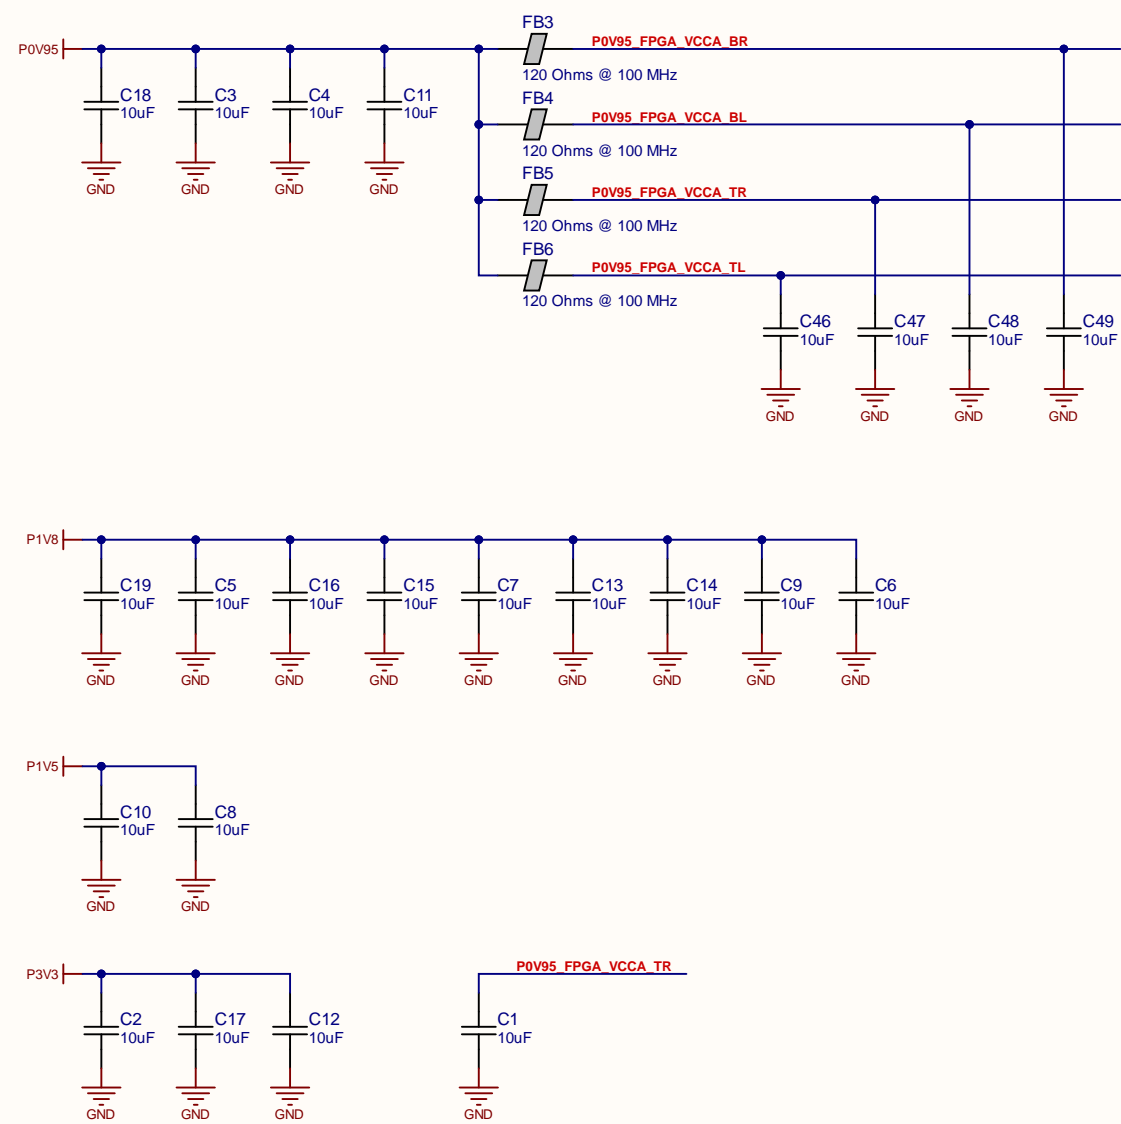 FB3
P0V95
P0V95_FPGA_VCCA_BR
120 Ohms @ 100 MHz
C18
10uF
C3
10uF
C4
10uF
C11
10uF
GND
GND
GND
GND
FB4
P0V95_FPGA_VCCA_BL
120 Ohms @ 100 MHz
FB5
P0V95_FPGA_VCCA_TR
120 Ohms @ 100 MHz
FB6
P0V95_FPGA_VCCA_TL
120 Ohms @ 100 MHz
C46
10uF
C47
10uF
C48
10uF
C49
10uF
GND
GND
GND
GND
P1V8
C19
10uF
C5
10uF
C16
10uF
C15
10uF
C7
10uF
C13
10uF
C14
10uF
C9
10uF
C6
10uF
GND
GND
GND
GND
GND
GND
GND
GND
GND
P1V5
C10
10uF
C8
10uF
GND
GND
P3V3
P0V95_FPGA_VCCA_TR
C2
10uF
C17
10uF
C12
10uF
C1
10uF
GND
GND
GND
GND